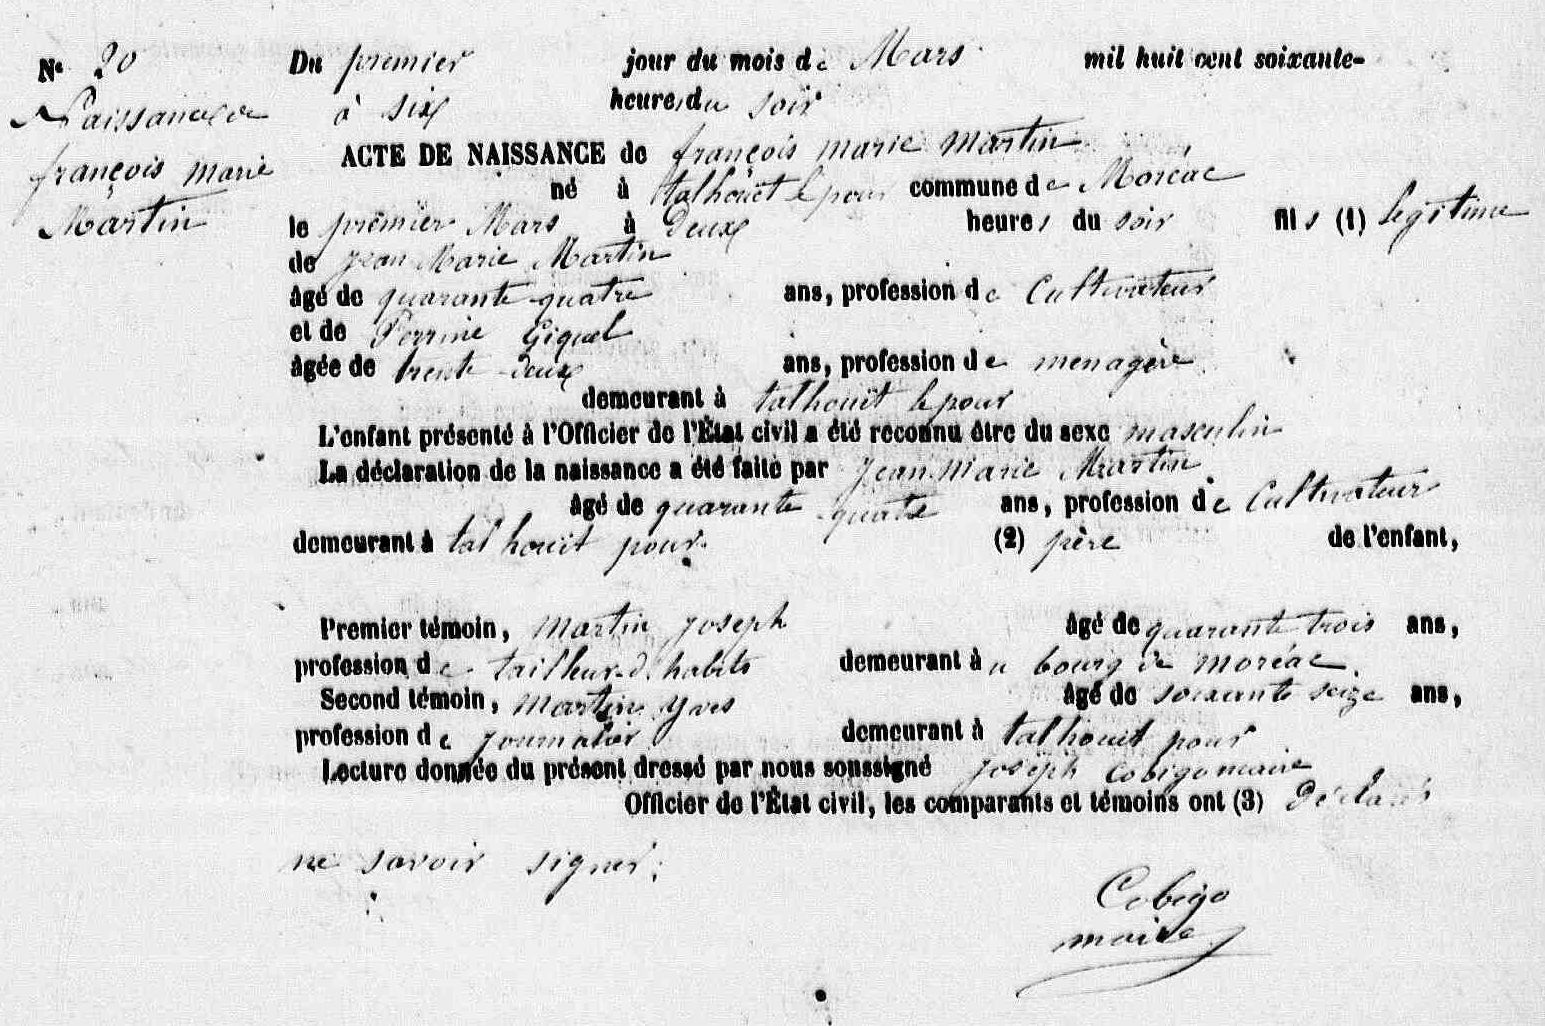 N° 20
Naissance de
françois marie
Martin
Du premier jour du mois de Mars mil huit cent soixante-
à six heures du soir
ACTE DE NAISSANCE de françois marie martin
né à talhouët le pour commune de Moréac
le premier Mars à deux heures du soir fils (1) legitime
de jean Marie Martin
âgé de quarante quatre ans, profession de Cultivateur
et de Perrine Giquel
âgée de trente deux ans, profession de menagère
demeurant à talhouët le pour
L'enfant présenté à l'Officier de l'État civil a été reconnu être du sexe masculin
La déclaration de la naissance a été faite par jean marie Martin
âgé de quarante quatre ans, profession de Cultivateur
demeurant à talhouët pour (2) père de l'enfant,
Premier témoin, martin joseph âgé de quarante trois ans,
profession de tailleur d'habits demeurant au bourg de moréac
Second témoin, martin yves âgé de soixante seize ans,
profession de journalier demeurant à talhouët pour
Lecture donnée du présent dressé par nous soussigné joseph Cobigo maire
Officier de l'État civil, les comparants et témoins ont (3) déclaré
ne savoir signer.
Cobigo
maire